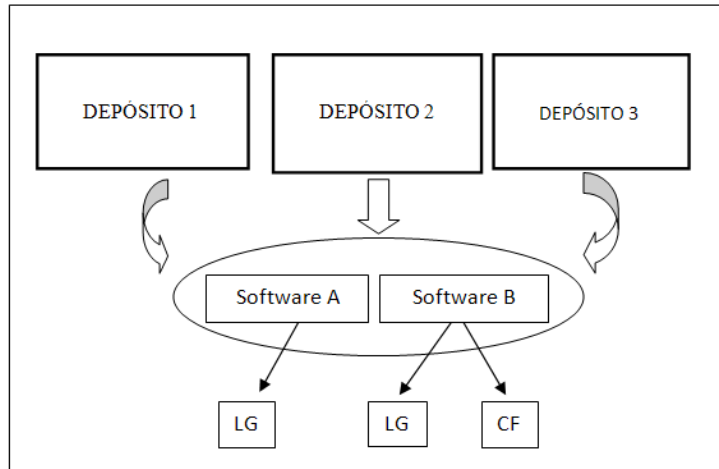 DEPÓSITO 1
DEPÓSITO 2
DEPÓSITO 3
Software A
Software B
LG
LG
CF